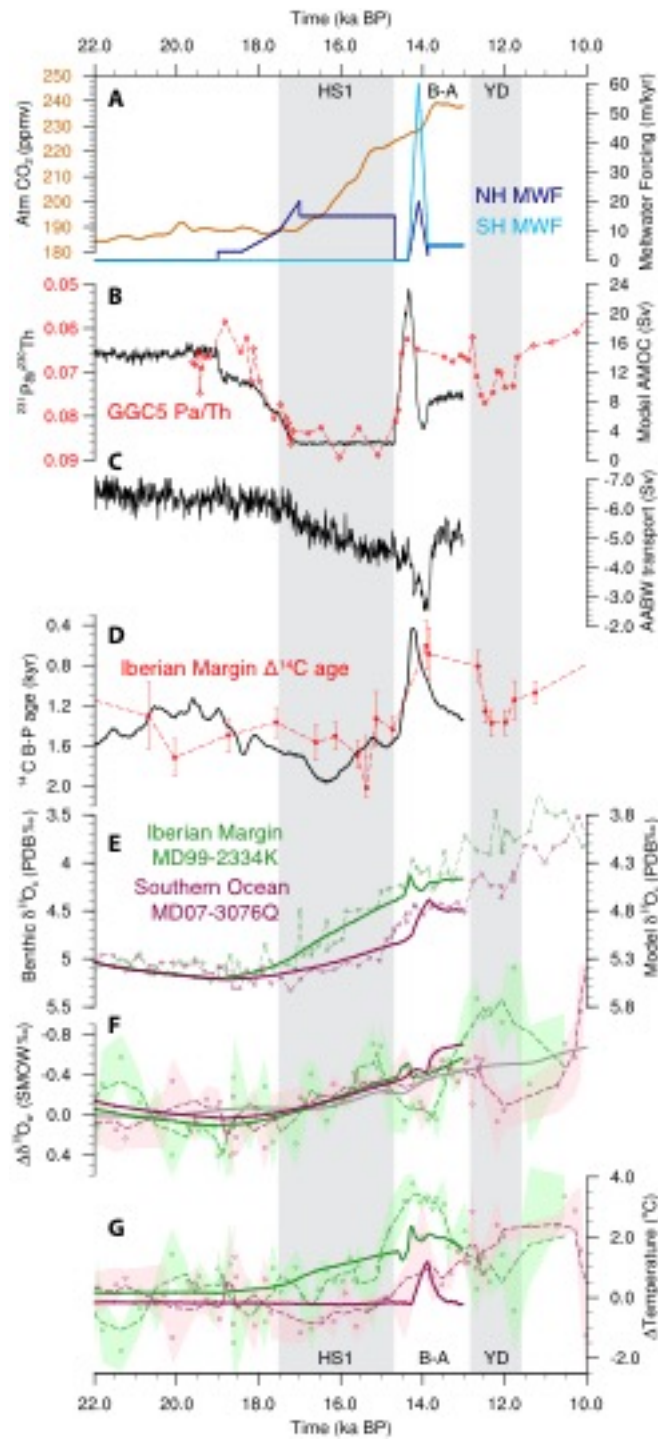 Time (ka BP)
22.0 20.0 18.0 16.0 14.0 12.0 10.0
A
HS1
B-A
YD
Atm CO₂ (ppmv)
250
240
230
220
210
200
190
180
Meltwater Forcing (m/kyr)
60
50
40
30
20
10
0
NH MWF
SH MWF
B
²³¹Pa/²³⁰Th
0.05
0.06
0.07
0.08
0.09
GGC5 Pa/Th
Model AMOC (Sv)
24
20
16
12
8
4
0
C
AABW transport (Sv)
-7.0
-6.0
-5.0
-4.0
-3.0
-2.0
D
¹⁴C B-P age (kyr)
0.4
0.8
1.2
1.6
2.0
Iberian Margin Δ¹⁴C age
E
Benthic δ¹⁸Oc (PDB‰)
3.5
4
4.5
5
5.5
Iberian Margin
MD99-2334K
Southern Ocean
MD07-3076Q
Model δ¹⁸Oc (PDB‰)
3.8
4.3
4.8
5.3
5.8
F
Δδ¹⁸Ow (SMOW‰)
-0.8
-0.4
0.0
0.4
G
ΔTemperature (°C)
4.0
2.0
0.0
-2.0
HS1
B-A
YD
22.0 20.0 18.0 16.0 14.0 12.0 10.0
Time (ka BP)